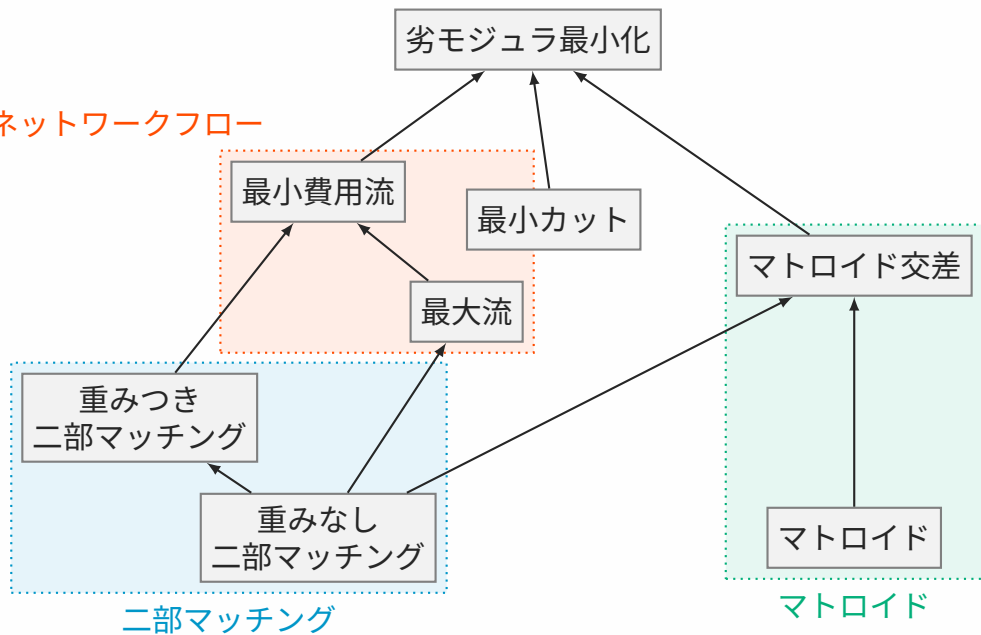 劣モジュラ最小化
ネットワークフロー
最小費用流
最小カット
マトロイド交差
最大流
重みつき
二部マッチング
重みなし
二部マッチング
マトロイド
二部マッチング
マトロイド